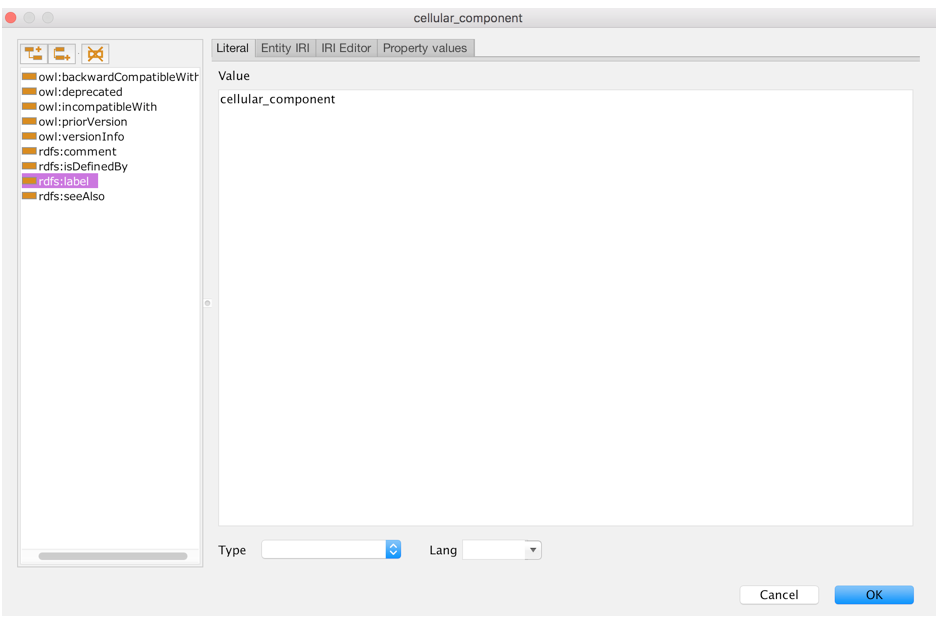 cellular_component
Literal Entity IRI IRI Editor Property values
Value
cellular_component
owl:backwardCompatibleWith
owl:deprecated
owl:incompatibleWith
owl:priorVersion
owl:versionInfo
rdfs:comment
rdfs:isDefinedBy
rdfs:label
rdfs:seeAlso
Type Lang
Cancel OK